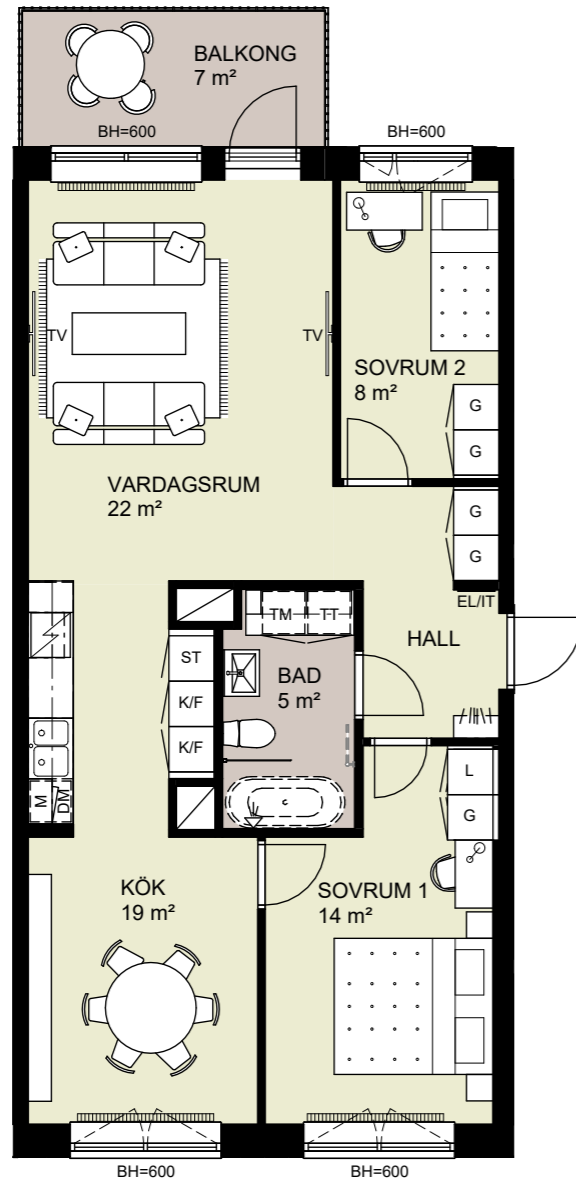 BALKONG
7 m²
BH=600
BH=600
TV
TV
SOVRUM 2
8 m²
G
G
VARDAGSRUM
22 m²
G
G
EL/IT
TM
TT
HALL
ST
BAD
5 m²
K/F
K/F
L
M
DM
G
KÖK
19 m²
SOVRUM 1
14 m²
BH=600
BH=600